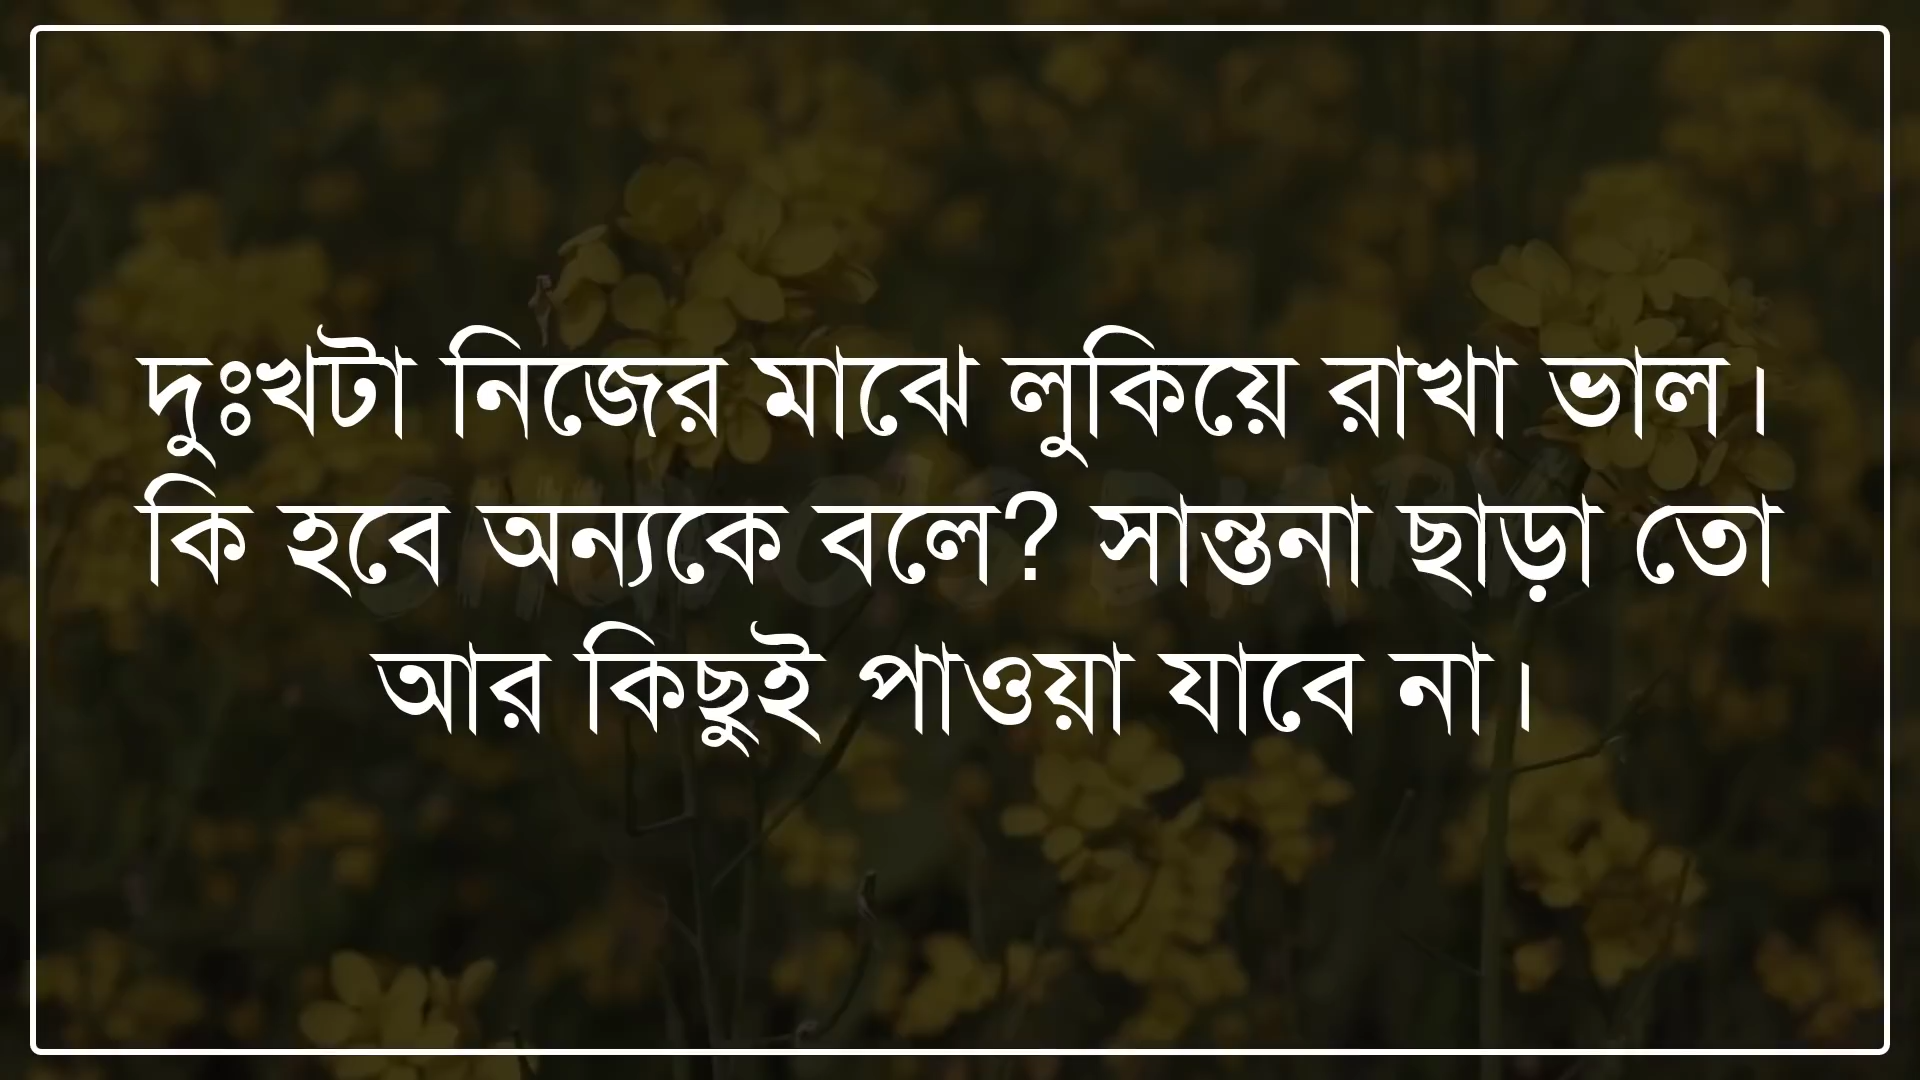 দুঃখটা নিজের মাঝে লুকিয়ে রাখা ভাল।
কি হবে অন্যকে বলে? সান্তনা ছাড়া তো
আর কিছুই পাওয়া যাবে না।